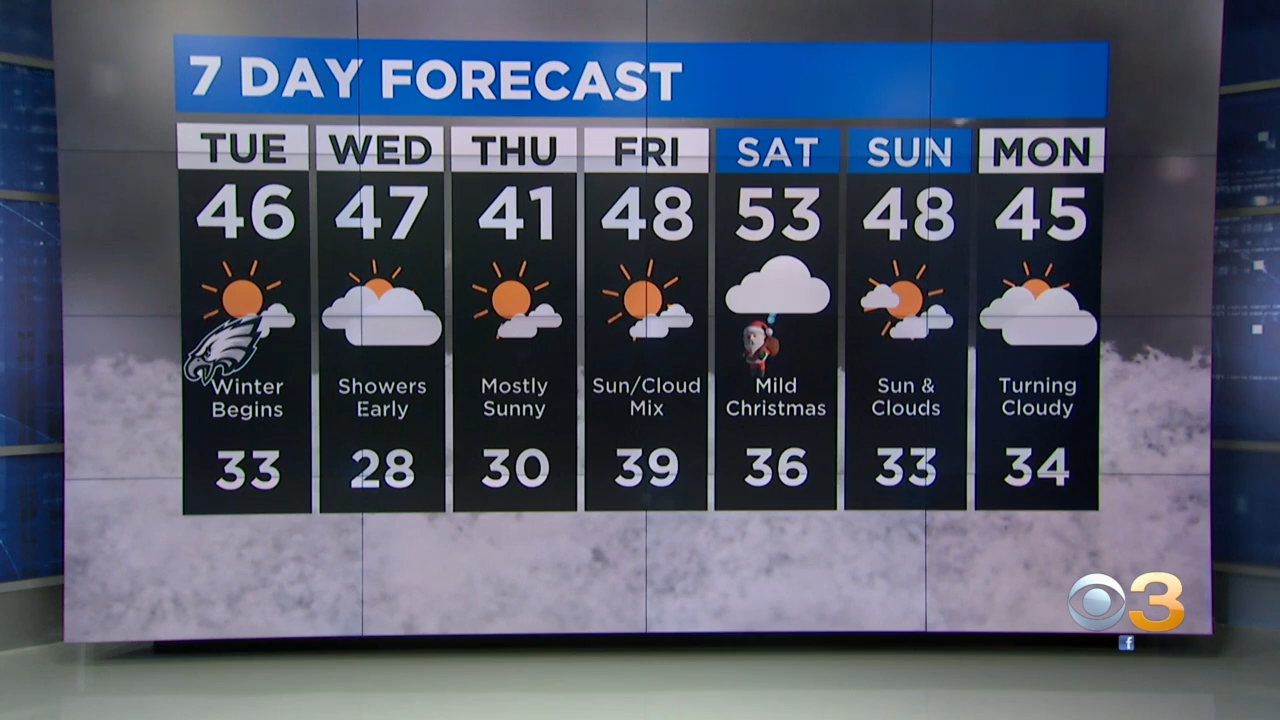 7 DAY FORECAST
TUE WED THU FRI SAT SUN MON
46 47 41 48 53 48 45
Winter Showers Mostly Sun/Cloud Mild Sun & Turning
Begins Early Sunny Mix Christmas Clouds Cloudy
33 28 30 39 36 33 34
3
f